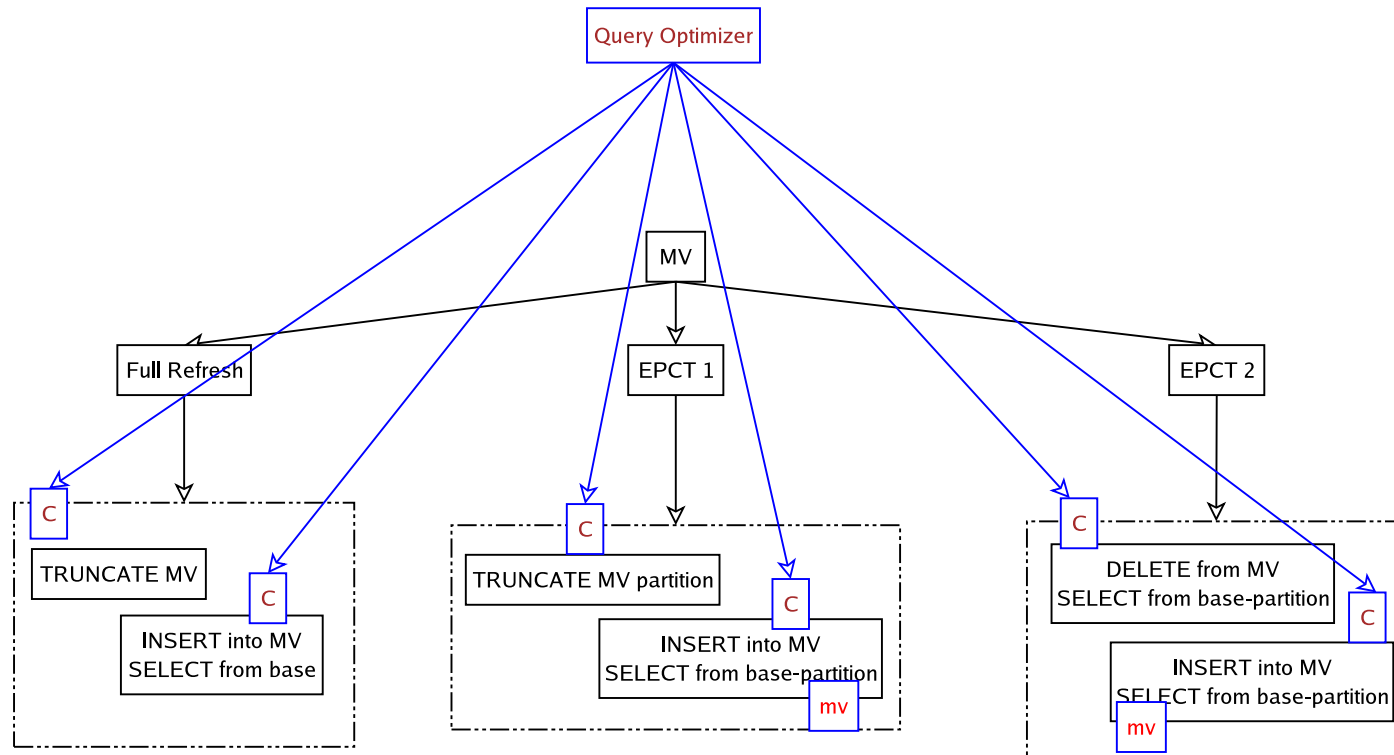 Query Optimizer
MV
Full Refresh
EPCT 1
EPCT 2
C
TRUNCATE MV
C
INSERT into MV
SELECT from base
C
TRUNCATE MV partition
C
INSERT into MV
SELECT from base-partition
mv
C
DELETE from MV
SELECT from base-partition
C
INSERT into MV
SELECT from base-partition
mv